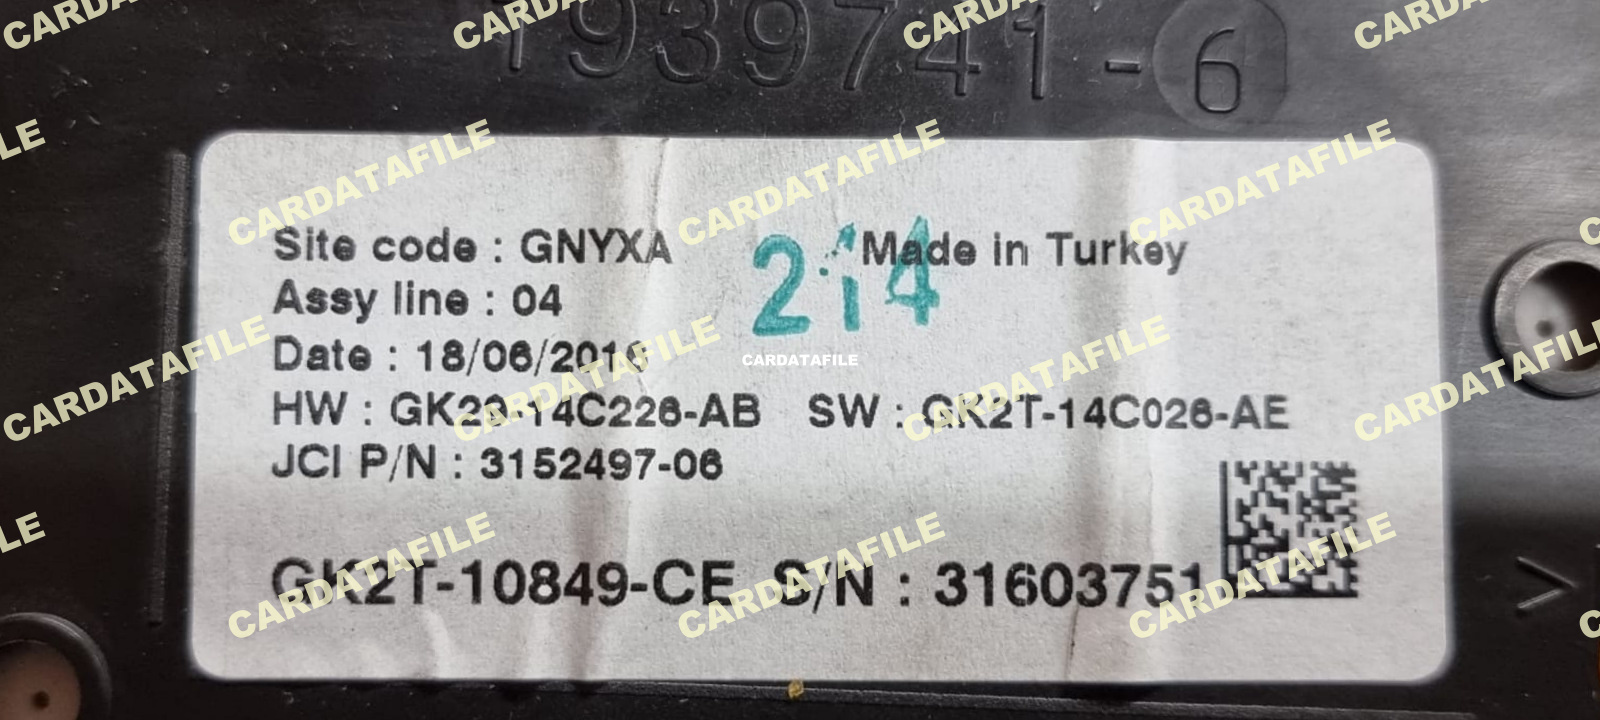 1939741-6
Site code : GNYXA
Made in Turkey
214
Assy line : 04
Date : 18/06/2016
CARDATAFILE
HW : GK29-14C226-AB SW : GK2T-14C026-AE
JCI P/N : 3152497-06
GK2T-10849-CE S/N : 31603751
>